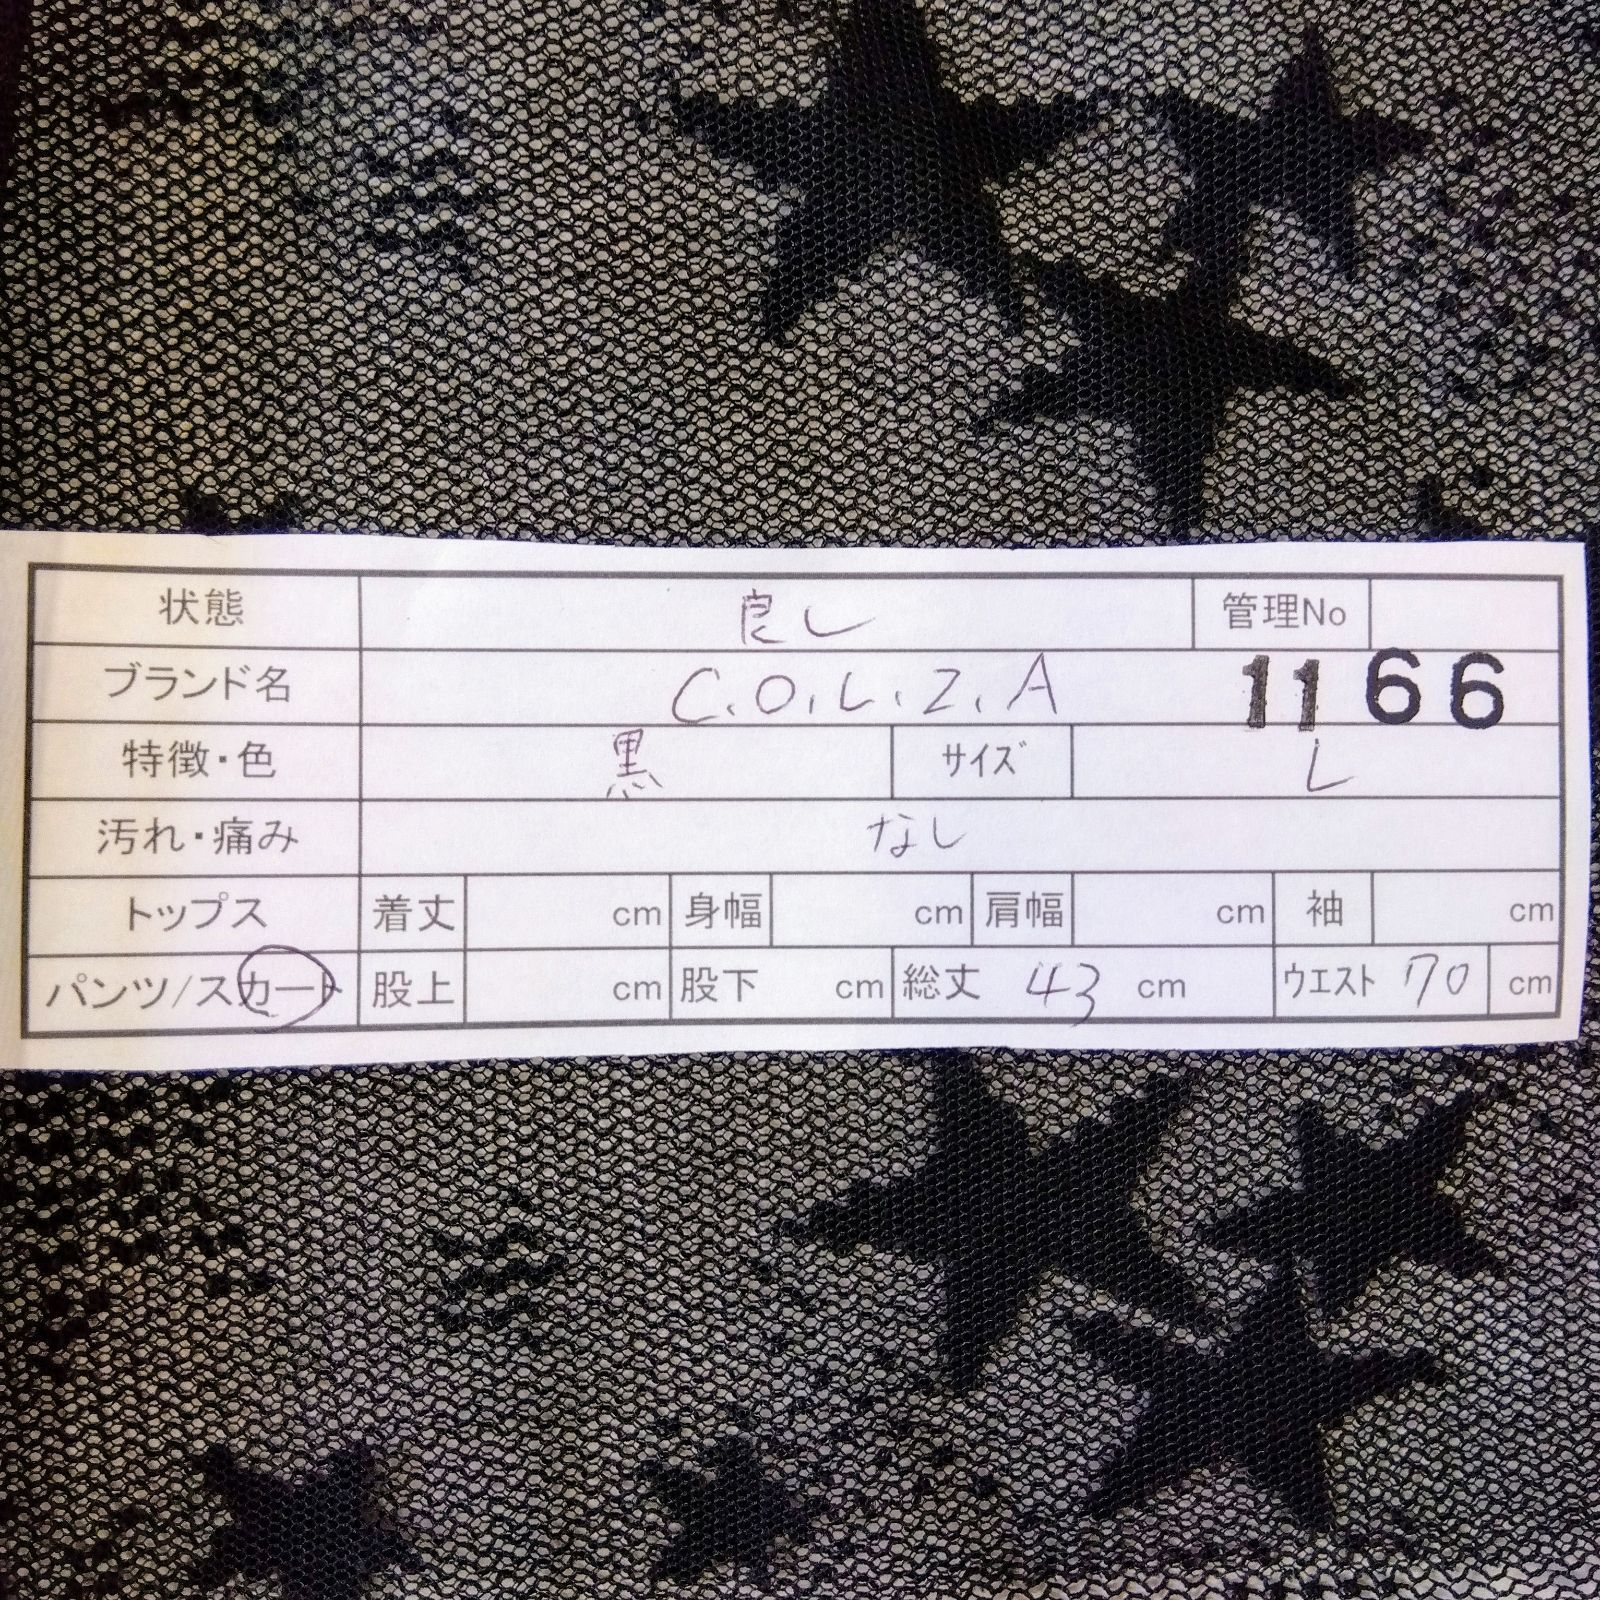 状態 良し 管理No
ブランド名 C.O.L.Z.A 1166
特徴・色 黒 ｻｲｽﾞ L
汚れ・痛み なし
トップス 着丈 cm 身幅 cm 肩幅 cm 袖 cm
パンツ/スカート 股上 cm 股下 cm 総丈 43 cm ｳｴｽﾄ 70 cm